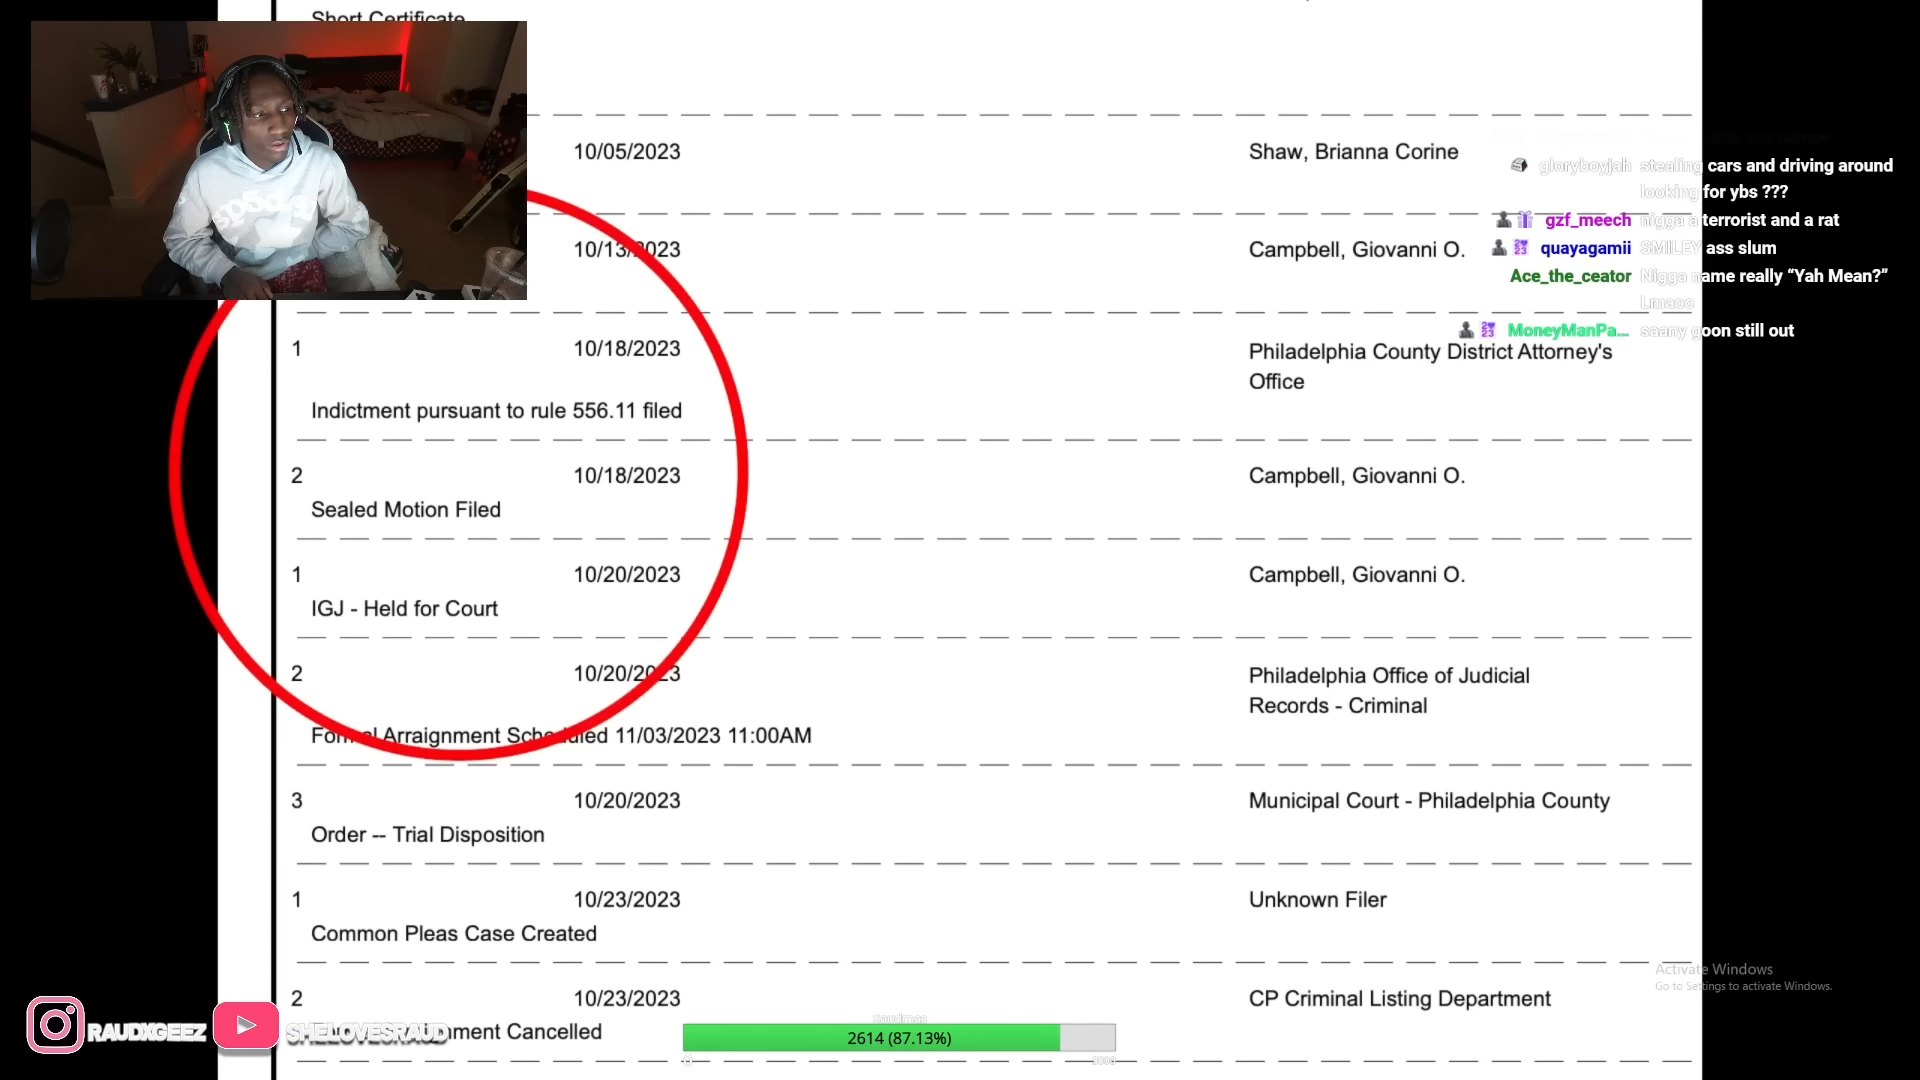 Short Certificate
10/05/2023
Shaw, Brianna Corine
gloryboyjah stealing cars and driving around
looking for ybs ???
gzf_meech nigga a terrorist and a rat
10/13/2023
Campbell, Giovanni O.
quayagamii SMILEY ass slum
Ace_the_ceator Nigga name really “Yah Mean?”
Lmaoo
MoneyManPa... saany goon still out
1 10/18/2023
Philadelphia County District Attorney's
Office
Indictment pursuant to rule 556.11 filed
2 10/18/2023 Campbell, Giovanni O.
Sealed Motion Filed
1 10/20/2023 Campbell, Giovanni O.
IGJ - Held for Court
2 10/20/2023
Philadelphia Office of Judicial
Records - Criminal
Formal Arraignment Scheduled 11/03/2023 11:00AM
3 10/20/2023 Municipal Court - Philadelphia County
Order -- Trial Disposition
1 10/23/2023 Unknown Filer
Common Pleas Case Created
Activate Windows
Go to Settings to activate Windows.
2 10/23/2023 CP Criminal Listing Department
Cancelled
RAUDXGEEZ
SHELOVESRAUD
2614 (87.13%)
0
3000